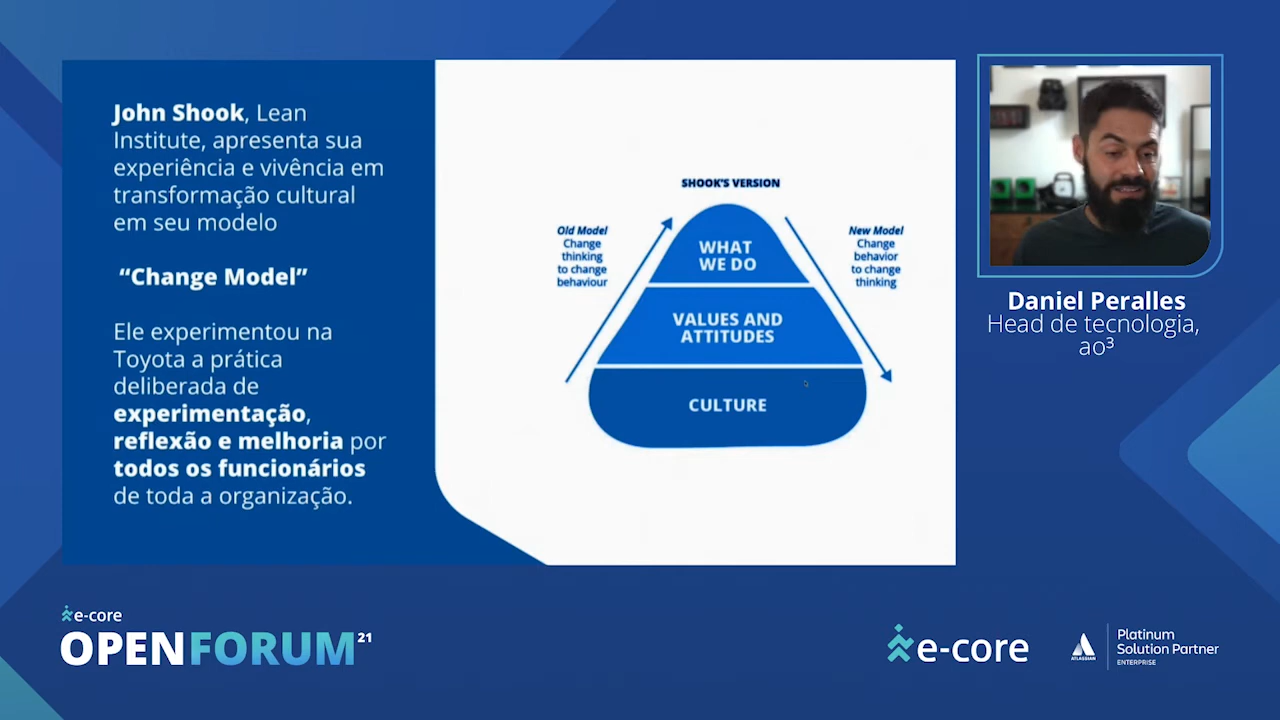 John Shook, Lean
Institute, apresenta sua
experiência e vivência em
transformação cultural
em seu modelo
“Change Model”
Ele experimentou na
Toyota a prática
deliberada de
experimentação,
reflexão e melhoria por
todos os funcionários
de toda a organização.
SHOOK'S VERSION
Old Model
Change
thinking
to change
behaviour
WHAT
WE DO
VALUES AND
ATTITUDES
CULTURE
New Model
Change
behavior
to change
thinking
Daniel Peralles
Head de tecnologia,
ao³
e-core
OPENFORUM²¹
e-core
ATLASSIAN
Platinum
Solution Partner
ENTERPRISE